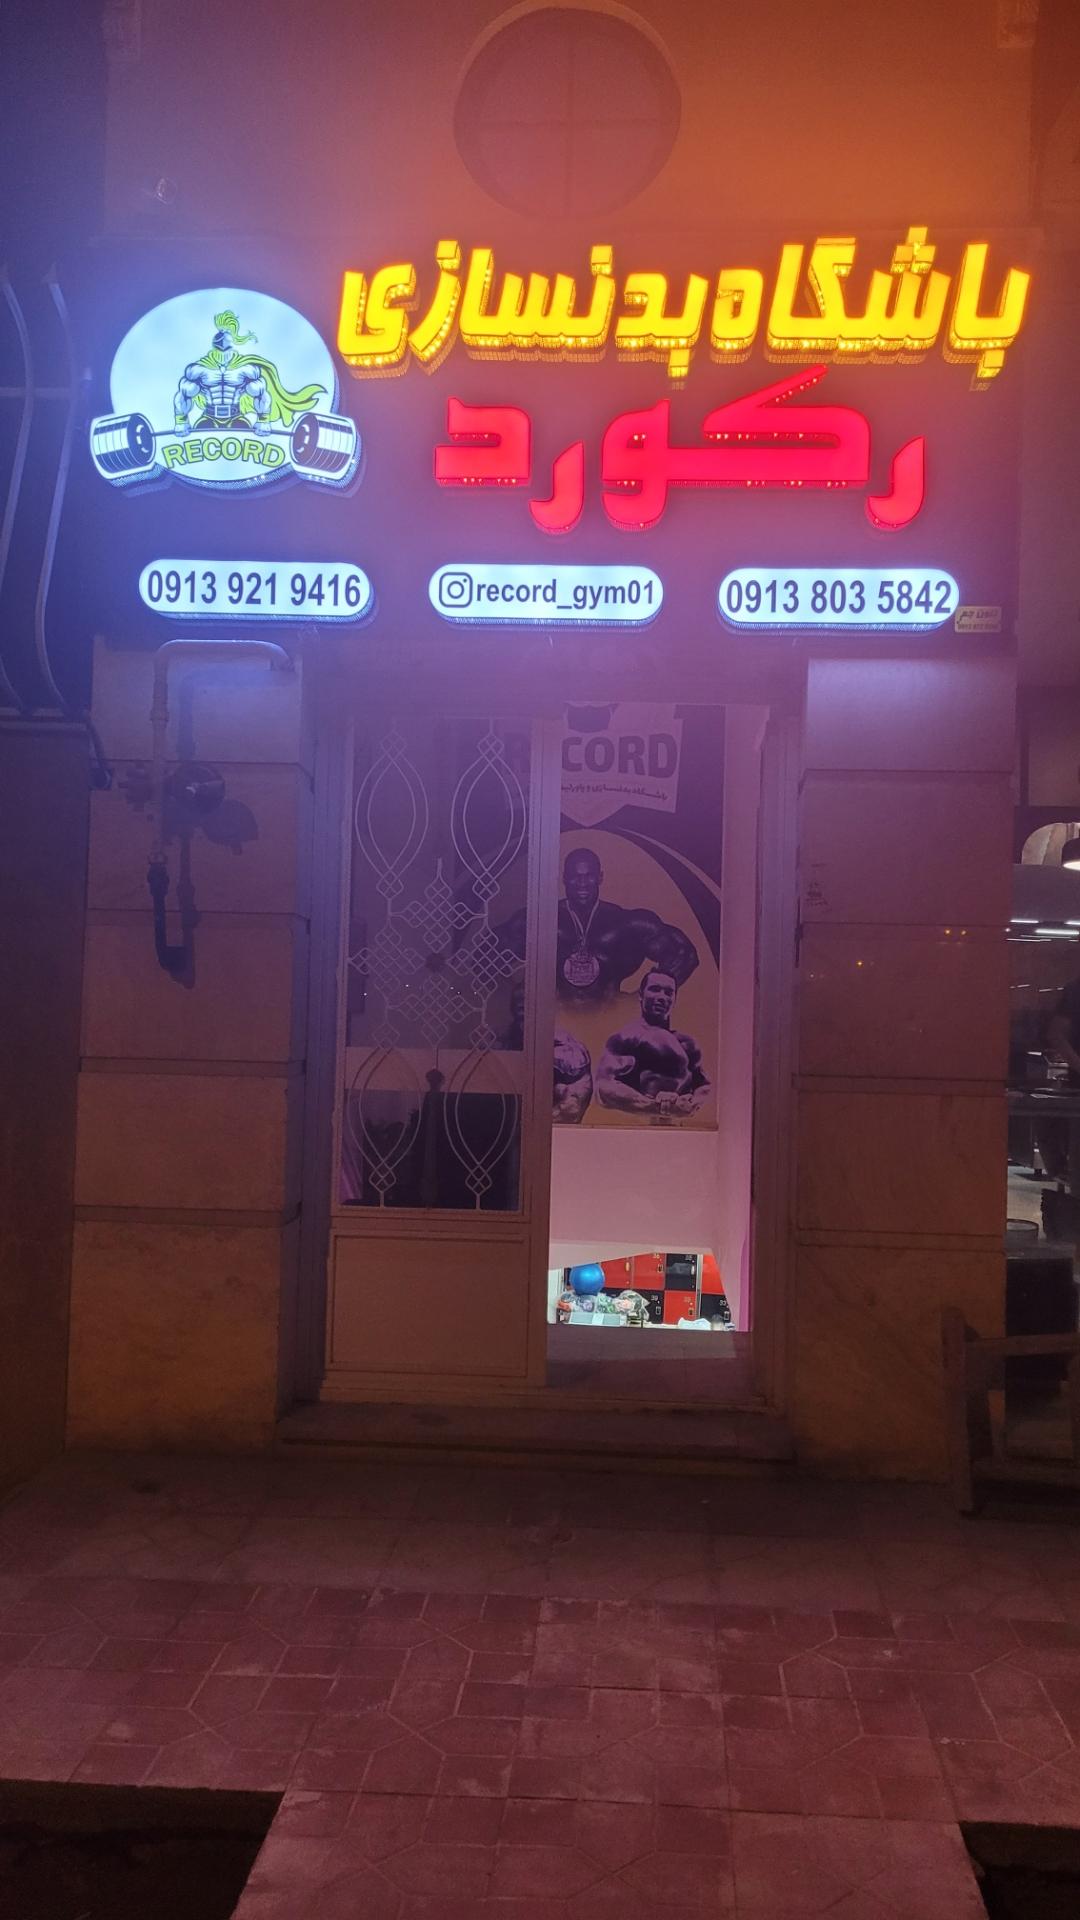 باشگاه بدنسازی
رکورد
RECORD
0913 921 9416
record_gym01
0913 803 5842
RECORD